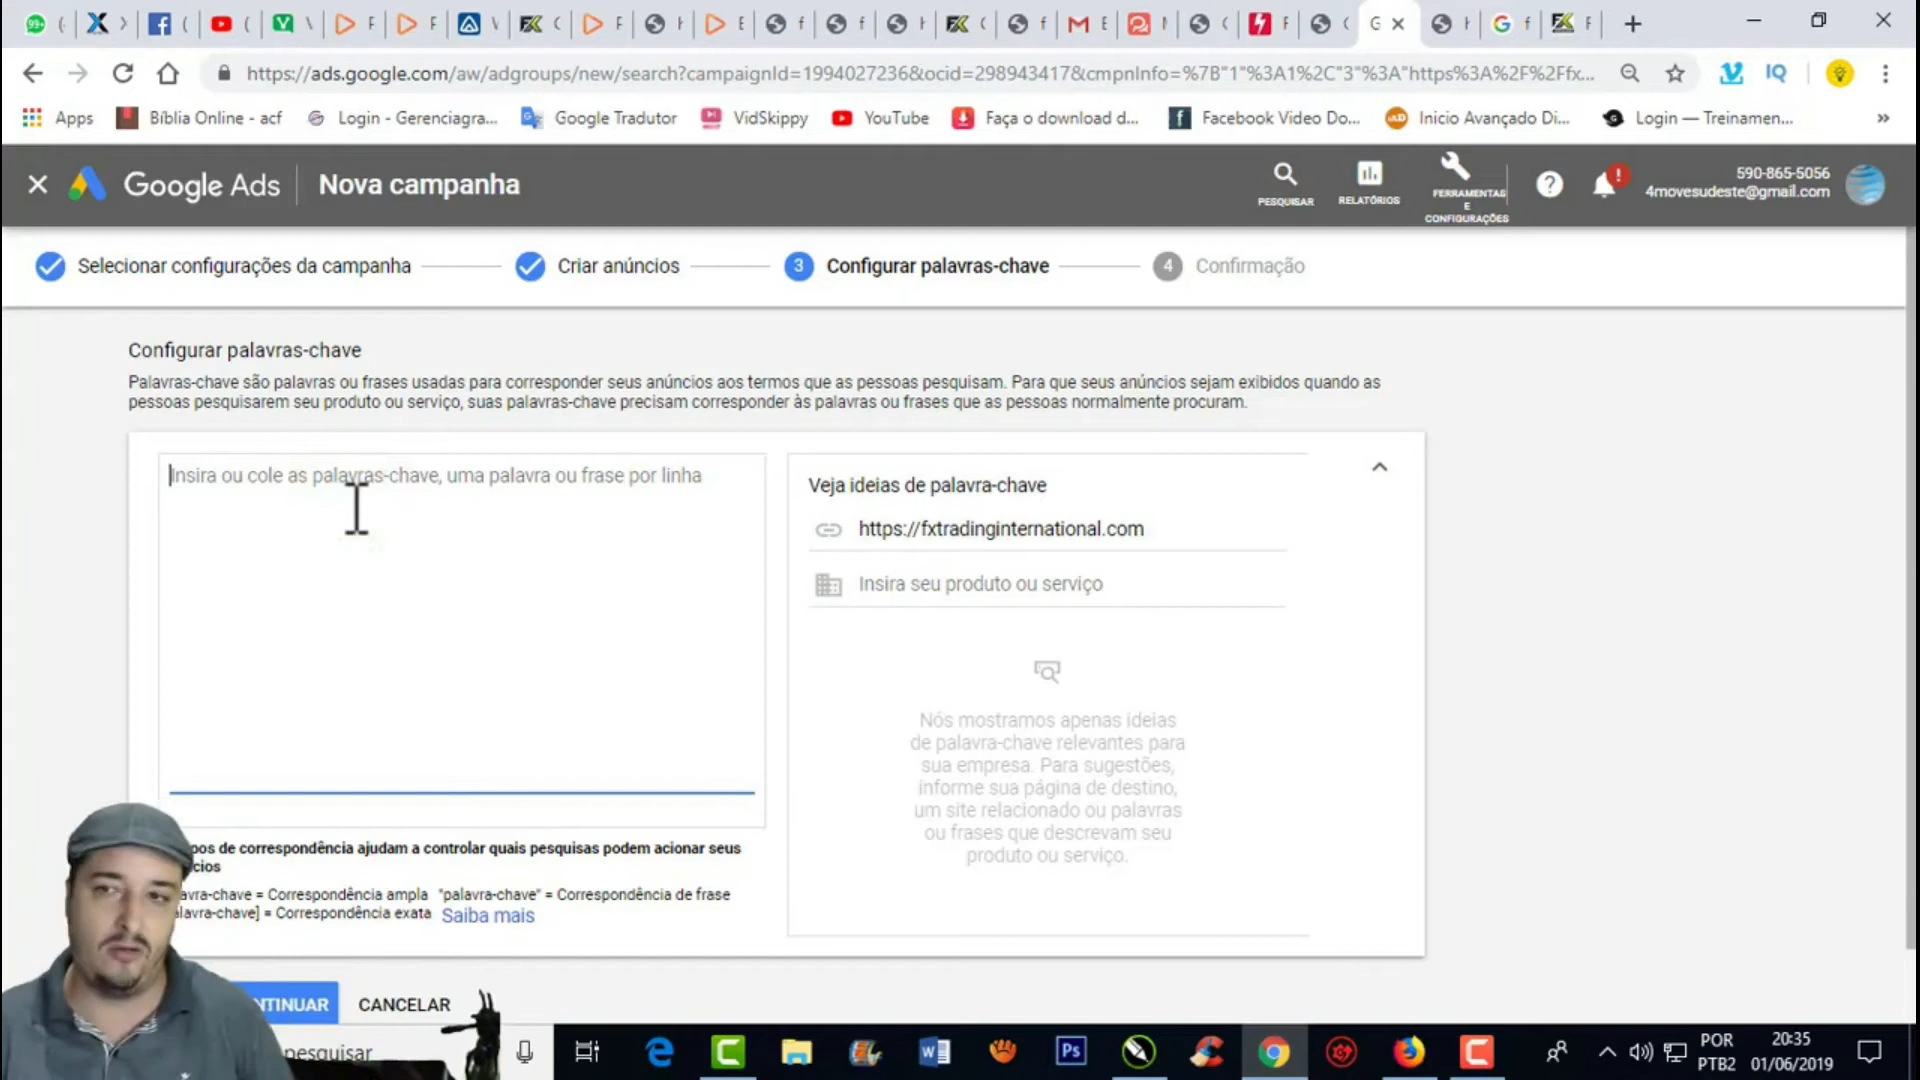 https://ads.google.com/aw/adgroups/new/search?campaignId=1994027236&ocid=298943417&cmpnInfo=%7B"1"%3A1%2C"3"%3A"https%3A%2F%2Ffx...
Apps Bíblia Online - acf Login - Gerenciagra... Google Tradutor VidSkippy YouTube Faça o download d... Facebook Video Do... Inicio Avançado Di... Login — Treinamen... »
Google Ads Nova campanha
PESQUISAR RELATÓRIOS FERRAMENTAS E CONFIGURAÇÕES
590-865-5056
4movesudeste@gmail.com
Selecionar configurações da campanha Criar anúncios 3 Configurar palavras-chave 4 Confirmação
Configurar palavras-chave
Palavras-chave são palavras ou frases usadas para corresponder seus anúncios aos termos que as pessoas pesquisam. Para que seus anúncios sejam exibidos quando as
pessoas pesquisarem seu produto ou serviço, suas palavras-chave precisam corresponder às palavras ou frases que as pessoas normalmente procuram.
Insira ou cole as palavras-chave, uma palavra ou frase por linha
Veja ideias de palavra-chave
https://fxtradinginternational.com
Insira seu produto ou serviço
Nós mostramos apenas ideias
de palavra-chave relevantes para
sua empresa. Para sugestões,
informe sua página de destino,
um site relacionado ou palavras
ou frases que descrevam seu
produto ou serviço.
pos de correspondência ajudam a controlar quais pesquisas podem acionar seus
cios
avra-chave = Correspondência ampla "palavra-chave" = Correspondência de frase
alavra-chave] = Correspondência exata Saiba mais
NTINUAR CANCELAR
pesquisar
POR
PTB2
20:35
01/06/2019